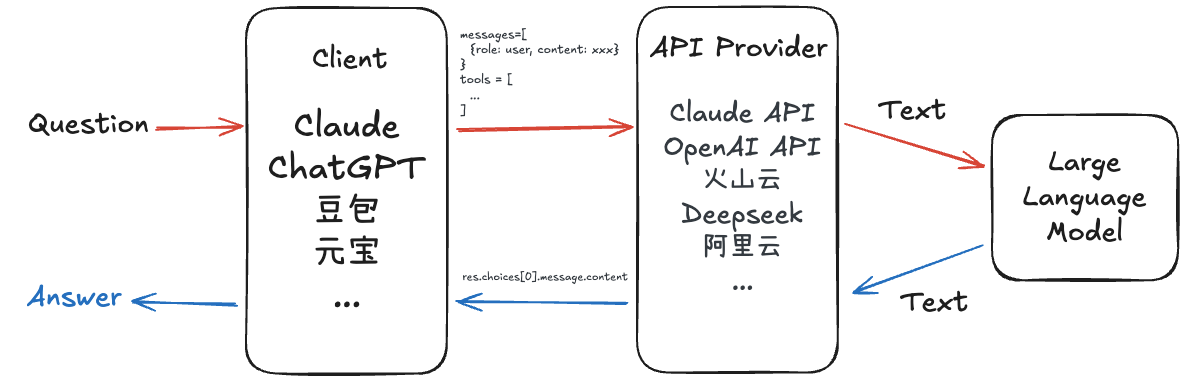 Question
Answer
Client
Claude
ChatGPT
豆包
元宝
...
messages=[
{role: user, content: xxx}
}
tools = [
...
]
res.choices[0].message.content
API Provider
Claude API
OpenAI API
火山云
Deepseek
阿里云
...
Text
Text
Large
Language
Model